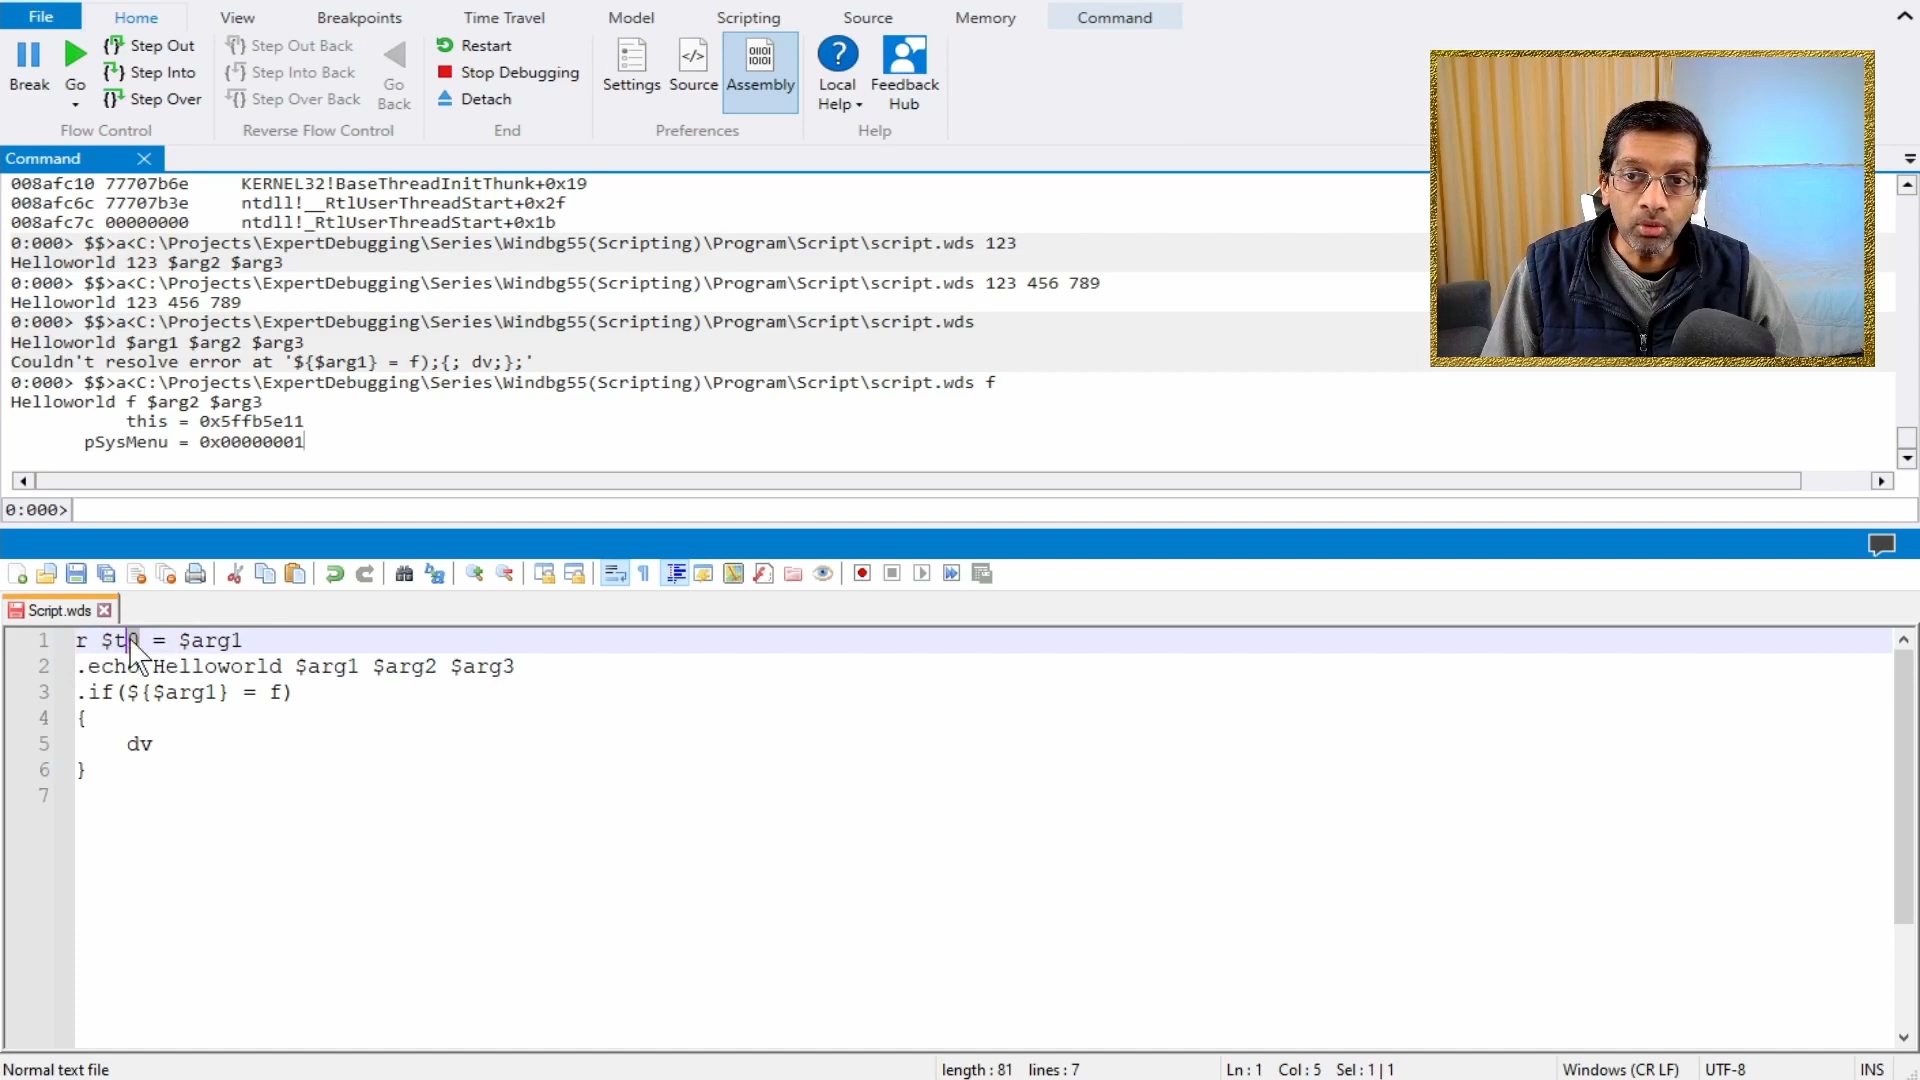 File Home View Breakpoints Time Travel Model Scripting Source Memory Command
Break
Go
Step Out
Step Into
Step Over
Flow Control
Step Out Back
Step Into Back
Step Over Back
Go Back
Reverse Flow Control
Restart
Stop Debugging
Detach
End
Settings
Source
Assembly
Preferences
Local Help
Feedback Hub
Help
Command
008afc10 77707b6e     KERNEL32!BaseThreadInitThunk+0x19
008afc6c 77707b3e     ntdll!__RtlUserThreadStart+0x2f
008afc7c 00000000     ntdll!_RtlUserThreadStart+0x1b
0:000> $$>a<C:\Projects\ExpertDebugging\Series\Windbg55(Scripting)\Program\Script\script.wds 123
Helloworld 123 $arg2 $arg3
0:000> $$>a<C:\Projects\ExpertDebugging\Series\Windbg55(Scripting)\Program\Script\script.wds 123 456 789
Helloworld 123 456 789
0:000> $$>a<C:\Projects\ExpertDebugging\Series\Windbg55(Scripting)\Program\Script\script.wds
Helloworld $arg1 $arg2 $arg3
Couldn't resolve error at '${$arg1} = f);{; dv;};'
0:000> $$>a<C:\Projects\ExpertDebugging\Series\Windbg55(Scripting)\Program\Script\script.wds f
Helloworld f $arg2 $arg3
this = 0x5ffb5e11
pSysMenu = 0x00000001
0:000>
Script.wds
1 r $t0 = $arg1
2 .echo Helloworld $arg1 $arg2 $arg3
3 .if(${$arg1} = f)
4 {
5     dv
6 }
7
Normal text file length : 81 lines : 7 Ln : 1 Col : 5 Sel : 1 | 1 Windows (CR LF) UTF-8 INS